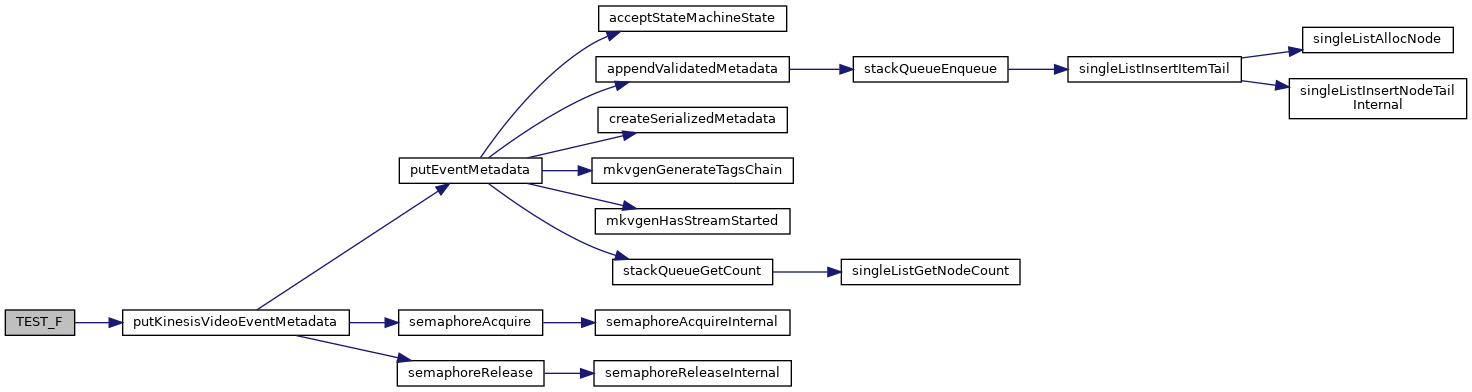 acceptStateMachineState
singleListAllocNode
appendValidatedMetadata
stackQueueEnqueue
singleListInsertItemTail
singleListInsertNodeTail
Internal
createSerializedMetadata
putEventMetadata
mkvgenGenerateTagsChain
mkvgenHasStreamStarted
stackQueueGetCount
singleListGetNodeCount
TEST_F
putKinesisVideoEventMetadata
semaphoreAcquire
semaphoreAcquireInternal
semaphoreRelease
semaphoreReleaseInternal